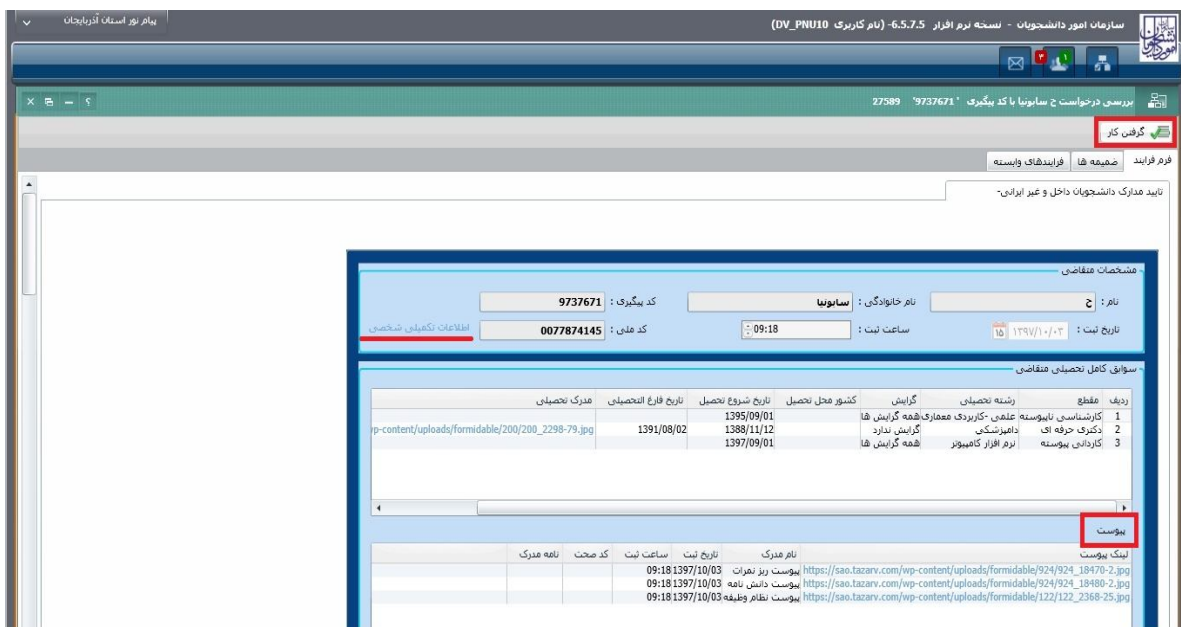 سازمان امور دانشجویان - نسخه نرم افزار 6.5.7.5- (نام کاربری DV_PNU10)
پیام نور استان آذربایجان
۱
۳
بررسی درخواست ح سابونیا با کد پیگیری '9737671' 27589
گرفتن کار
فرم فرایند
ضمیمه ها
فرایندهای وابسته
تایید مدارک دانشجویان داخل و غیر ایرانی-
مشخصات متقاضی
نام : ح نام خانوادگی : سابونیا کد پیگیری : 9737671
تاریخ ثبت : ۱۳۹۷/۱۰/۰۳ ساعت ثبت : 09:18 کد ملی : 0077874145 اطلاعات تکمیلی شخصی
سوابق کامل تحصیلی متقاضی
ردیف مقطع رشته تحصیلی گرایش کشور محل تحصیل تاریخ شروع تحصیل تاریخ فارغ التحصیلی مدرک تحصیلی
1 کارشناسی ناپیوسته علمی -کاربردی معماری همه گرایش ها 1395/09/01
2 دکتری حرفه ای دامپزشکی گرایش ندارد 1388/11/12 1391/08/02 p-content/uploads/formidable/200/200_2298-79.jpg
3 کاردانی پیوسته نرم افزار کامپیوتر همه گرایش ها 1397/09/01
پیوست
لینک پیوست نام مدرک تاریخ ثبت ساعت ثبت کد صحت نامه مدرک
https://sao.tazarv.com/wp-content/uploads/formidable/924/924_18470-2.jpg پیوست ریز نمرات 1397/10/03 09:18
https://sao.tazarv.com/wp-content/uploads/formidable/924/924_18480-2.jpg پیوست دانش نامه 1397/10/03 09:18
https://sao.tazarv.com/wp-content/uploads/formidable/122/122_2368-25.jpg پیوست نظام وظیفه 1397/10/03 09:18